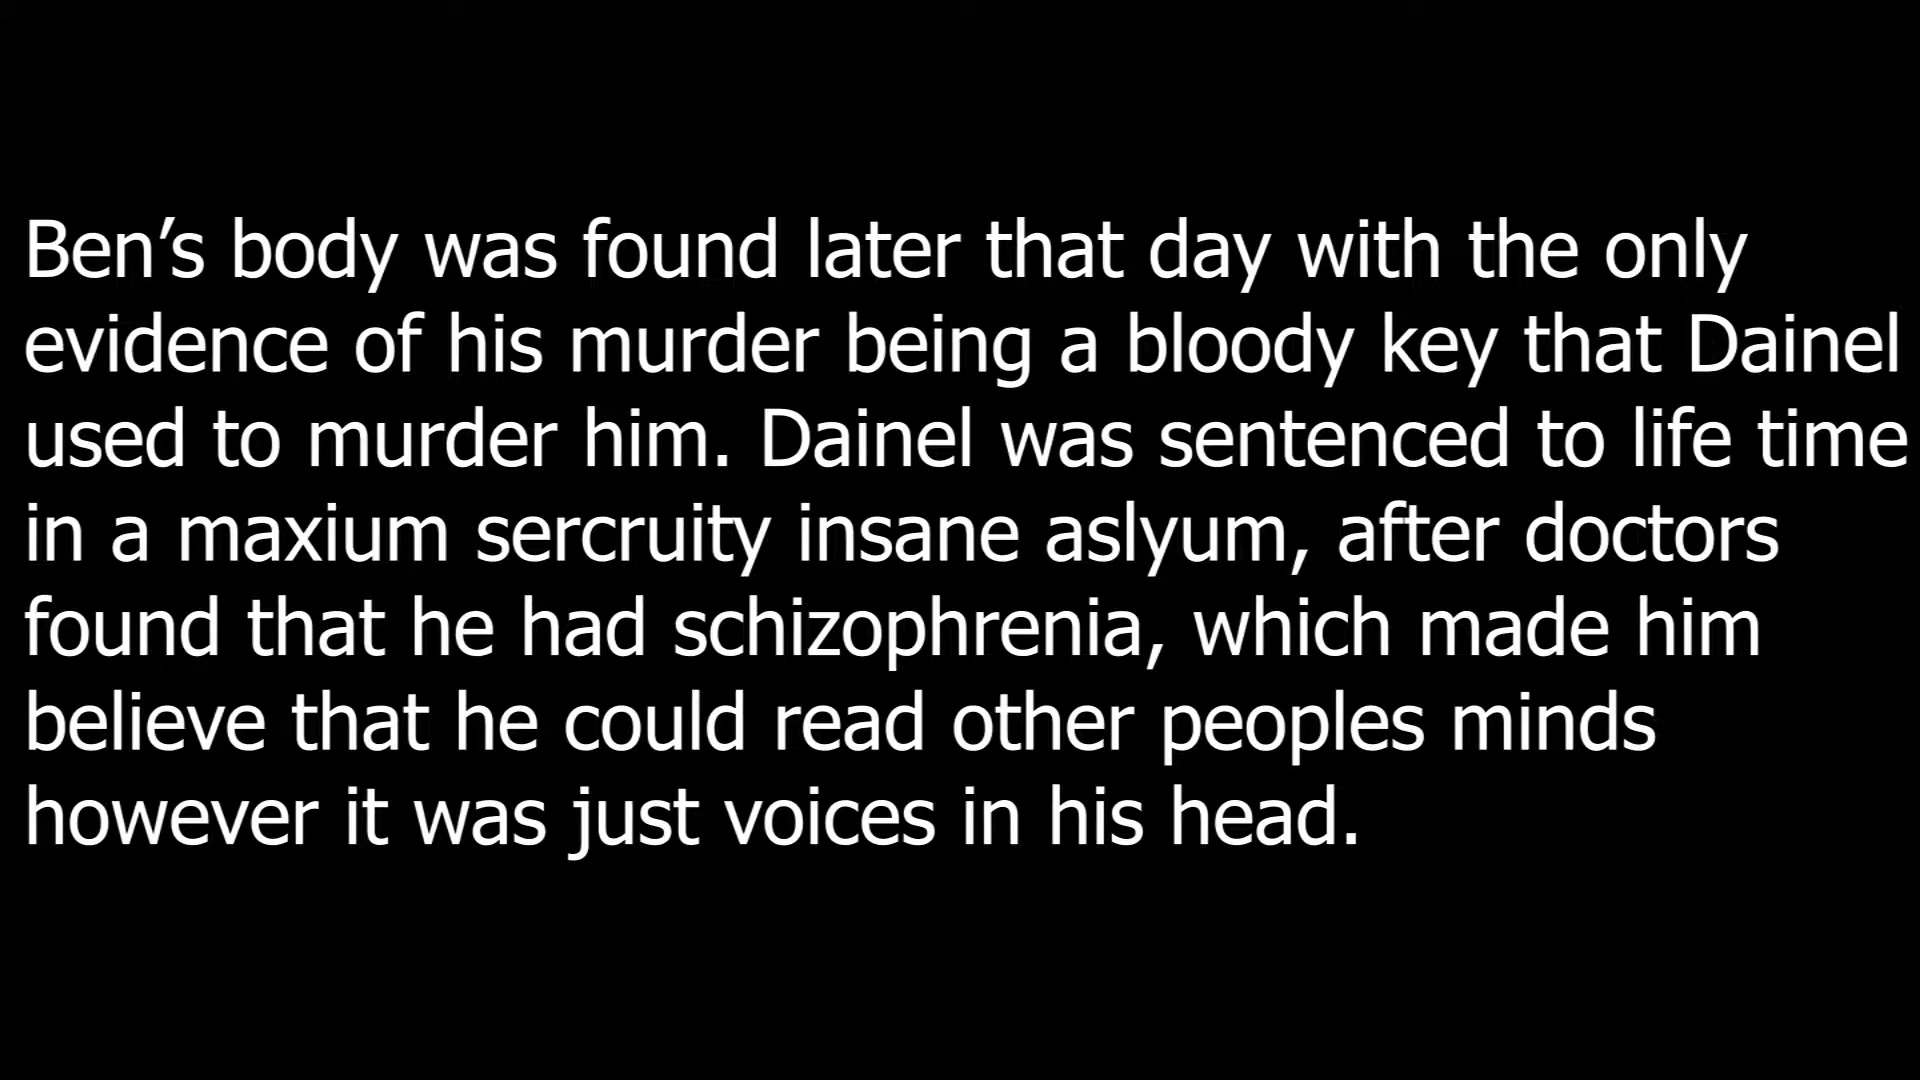 Ben’s body was found later that day with the only
evidence of his murder being a bloody key that Dainel
used to murder him. Dainel was sentenced to life time
in a maxium sercruity insane aslyum, after doctors
found that he had schizophrenia, which made him
believe that he could read other peoples minds
however it was just voices in his head.